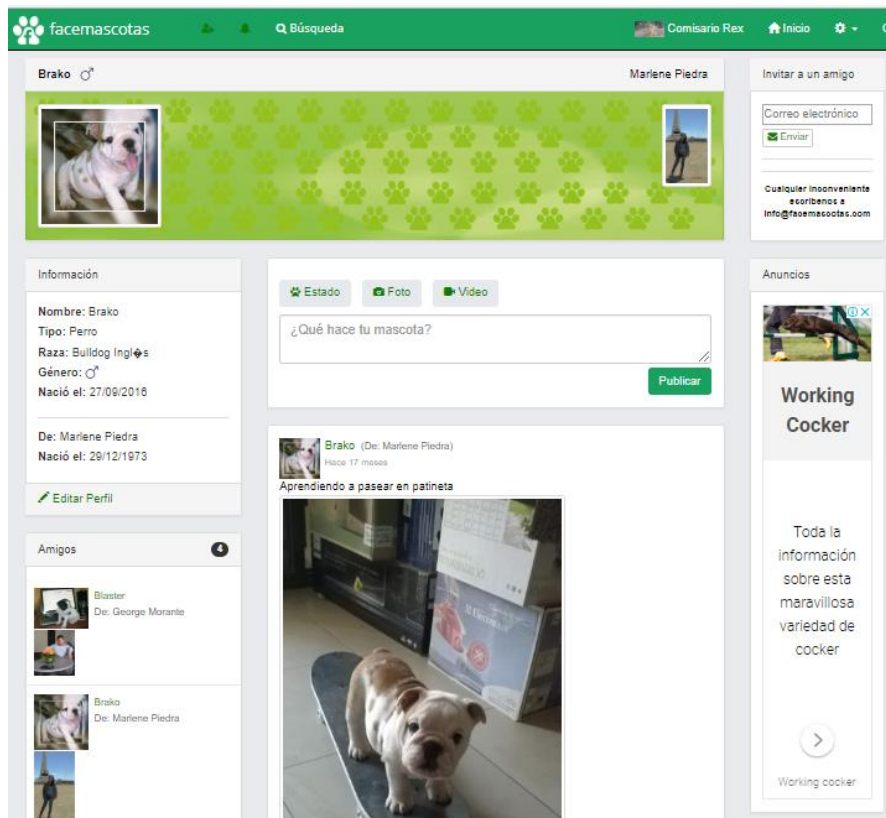 facemascotas
Búsqueda
Comisario Rex
Inicio
Brako
Marlene Piedra
Invitar a un amigo
Correo electrónico
Enviar
Cualquier inconveniente
escribenos a
info@facemascotas.com
Información
Nombre: Brako
Tipo: Perro
Raza: Bulldog Ingl�s
Género:
Nació el: 27/09/2016
De: Marlene Piedra
Nació el: 29/12/1973
Editar Perfil
Amigos 4
Blaster
De: George Morante
Brako
De: Marlene Piedra
Estado
Foto
Video
¿Qué hace tu mascota?
Publicar
Brako (De: Marlene Piedra)
Hace 17 meses
Aprendiendo a pasear en patineta
Anuncios
Working
Cocker
Toda la
información
sobre esta
maravillosa
variedad de
cocker
Working cocker